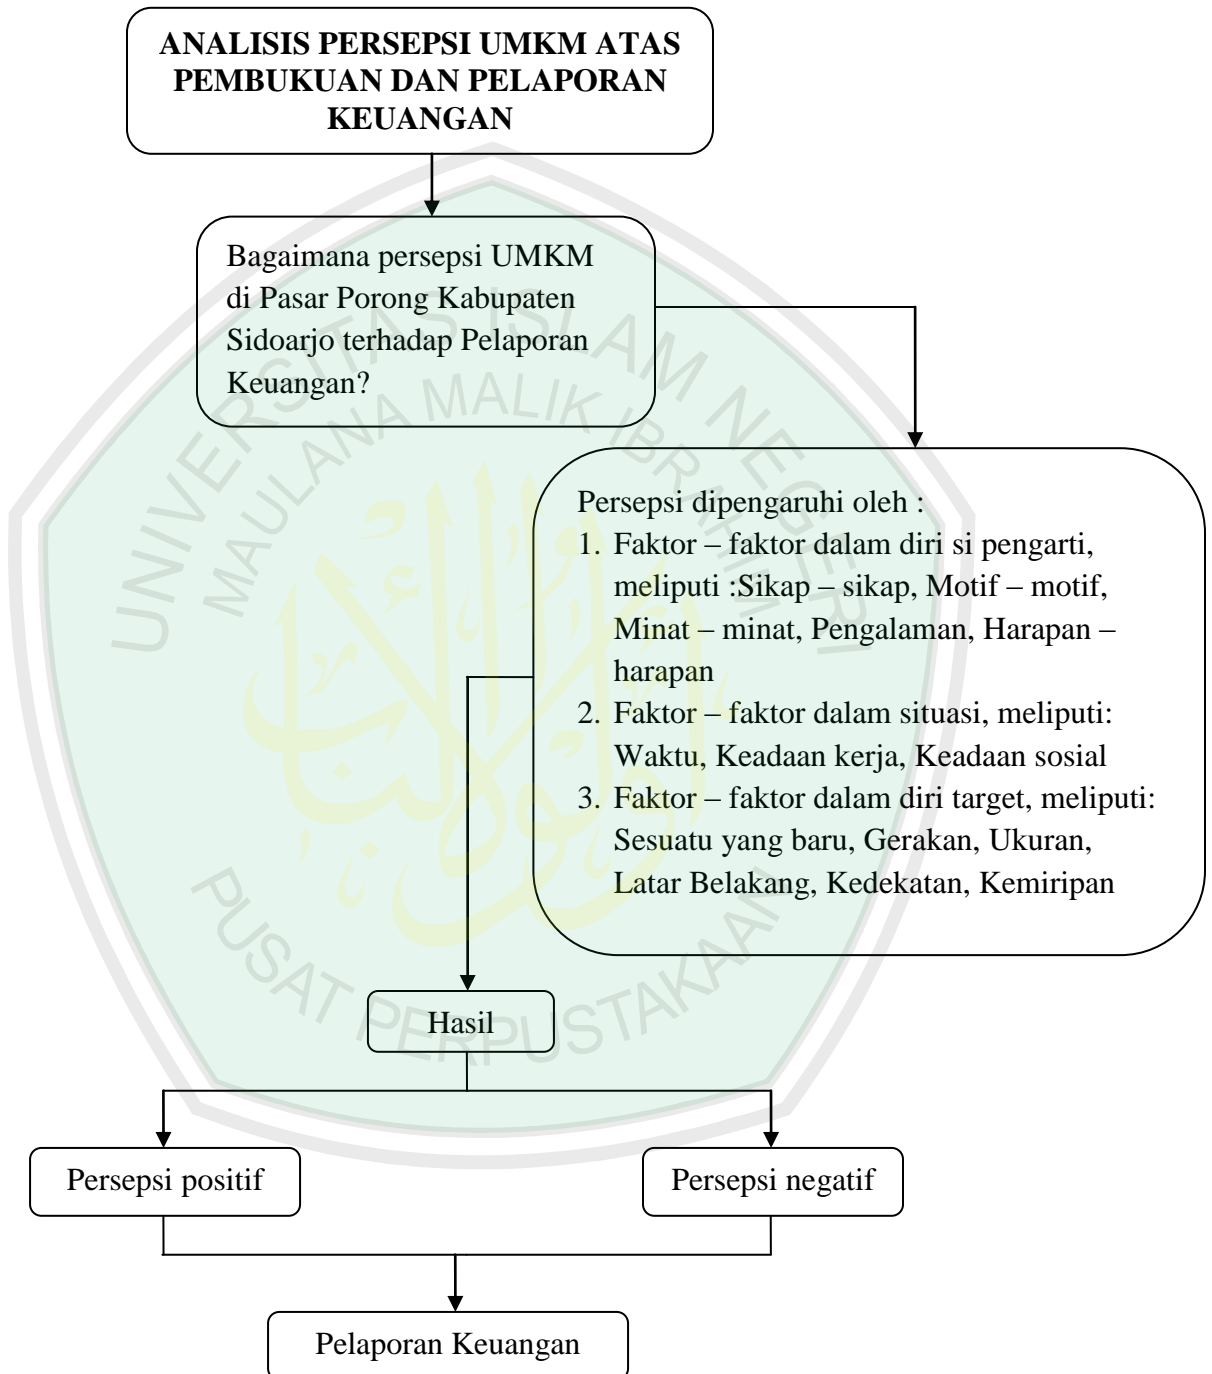 ANALISIS PERSEPSI UMKM ATAS
PEMBUKUAN DAN PELAPORAN
KEUANGAN
Bagaimana persepsi UMKM
di Pasar Porong Kabupaten
Sidoarjo terhadap Pelaporan
Keuangan?
UNIVERSITAS ISLAM NEGERI
MAULANA MALIK IBRAHIM
Persepsi dipengaruhi oleh :
1. Faktor – faktor dalam diri si pengarti,
meliputi :Sikap – sikap, Motif – motif,
Minat – minat, Pengalaman, Harapan –
harapan
2. Faktor – faktor dalam situasi, meliputi:
Waktu, Keadaan kerja, Keadaan sosial
3. Faktor – faktor dalam diri target, meliputi:
Sesuatu yang baru, Gerakan, Ukuran,
Latar Belakang, Kedekatan, Kemiripan
PUSAT PERPUSTAKAAN
Hasil
Persepsi positif
Persepsi negatif
Pelaporan Keuangan